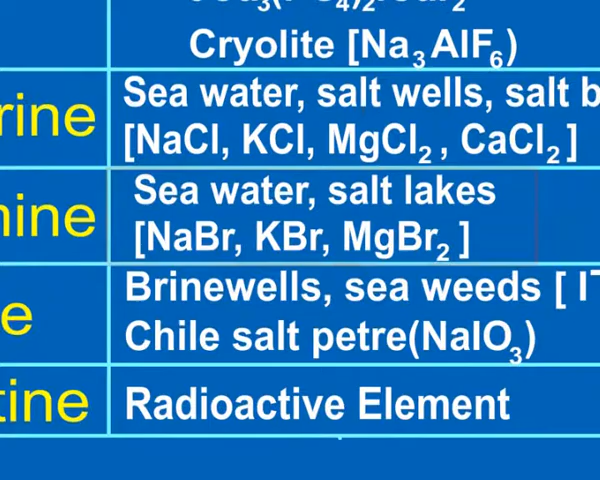 Cryolite [Na₃AlF₆)
rine Sea water, salt wells, salt b
[NaCl, KCl, MgCl₂, CaCl₂]
nine Sea water, salt lakes
[NaBr, KBr, MgBr₂]
e Brinewells, sea weeds [ I⁻
Chile salt petre(NaIO₃)
tine Radioactive Element